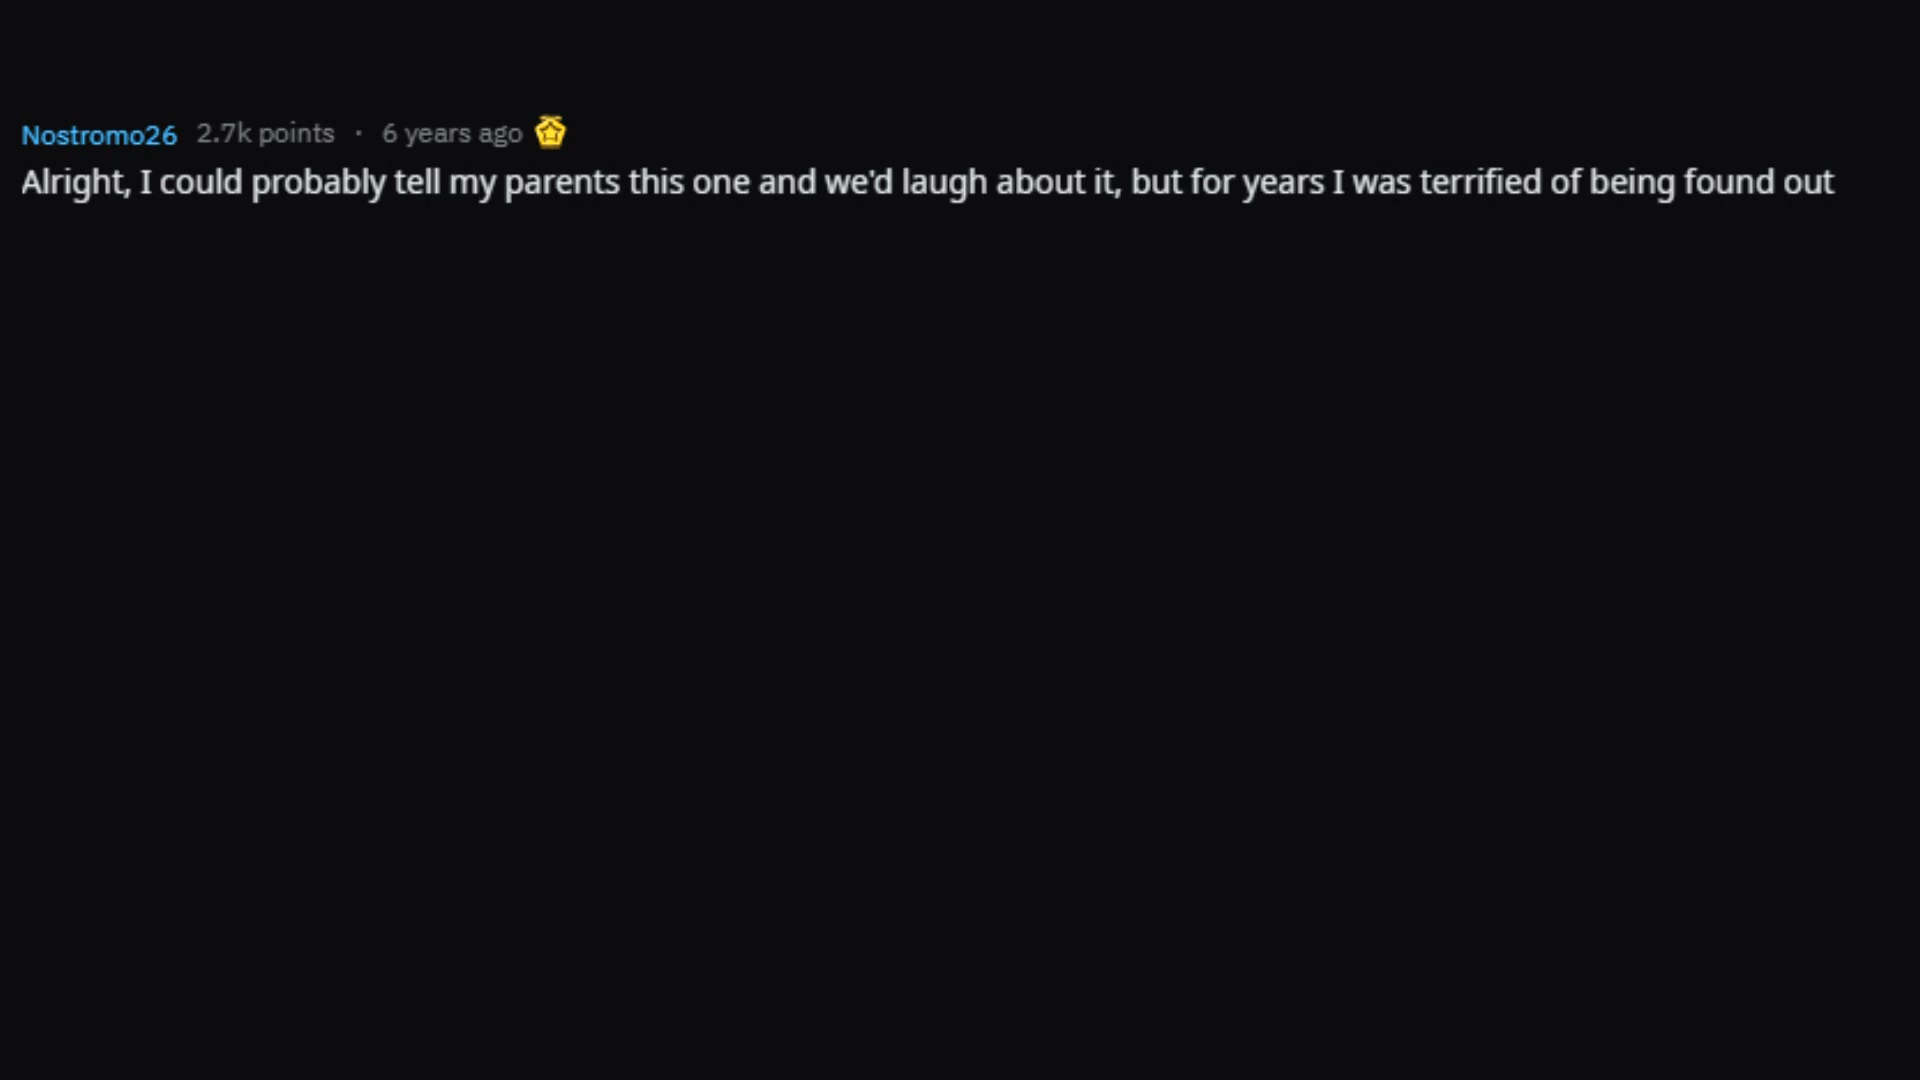 Nostromo26 2.7k points · 6 years ago
Alright, I could probably tell my parents this one and we'd laugh about it, but for years I was terrified of being found out